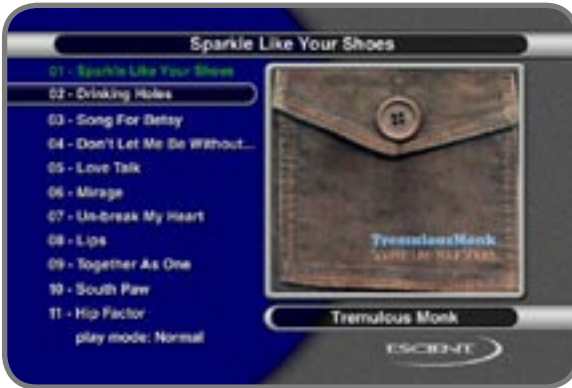 Sparkle Like Your Shoes
01 - Sparkle Like Your Shoes
02 - Drinking Holes
03 - Song For Betsy
04 - Don't Let Me Be Without...
05 - Love Talk
06 - Mirage
07 - Un-break My Heart
08 - Lips
09 - Together As One
10 - South Paw
11 - Hip Factor
play mode: Normal
TremulousMonk
SPARKLE LIKE YOUR SHOES
Tremulous Monk
ESCIENT